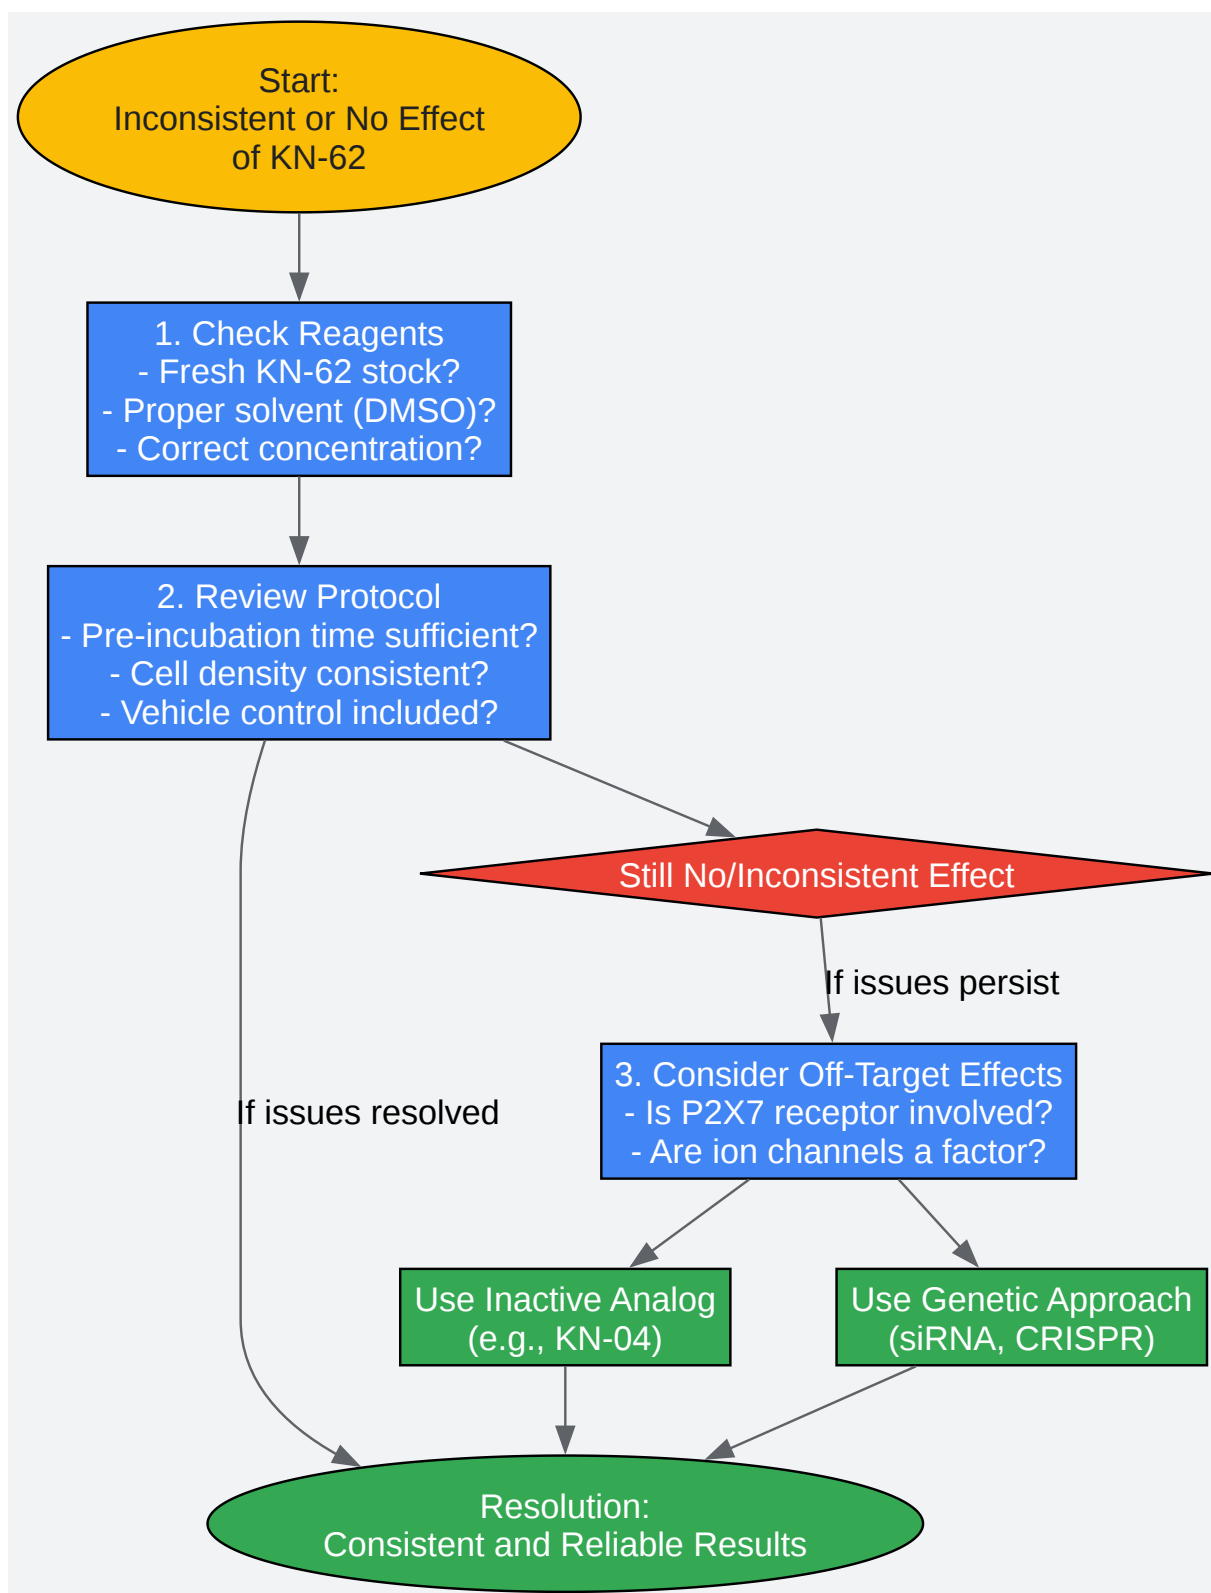 Start:
Inconsistent or No Effect
of KN-62
1. Check Reagents
- Fresh KN-62 stock?
- Proper solvent (DMSO)?
- Correct concentration?
2. Review Protocol
- Pre-incubation time sufficient?
- Cell density consistent?
- Vehicle control included?
Still No/Inconsistent Effect
If issues persist
3. Consider Off-Target Effects
- Is P2X7 receptor involved?
- Are ion channels a factor?
If issues resolved
Use Inactive Analog
(e.g., KN-04)
Use Genetic Approach
(siRNA, CRISPR)
Resolution:
Consistent and Reliable Results